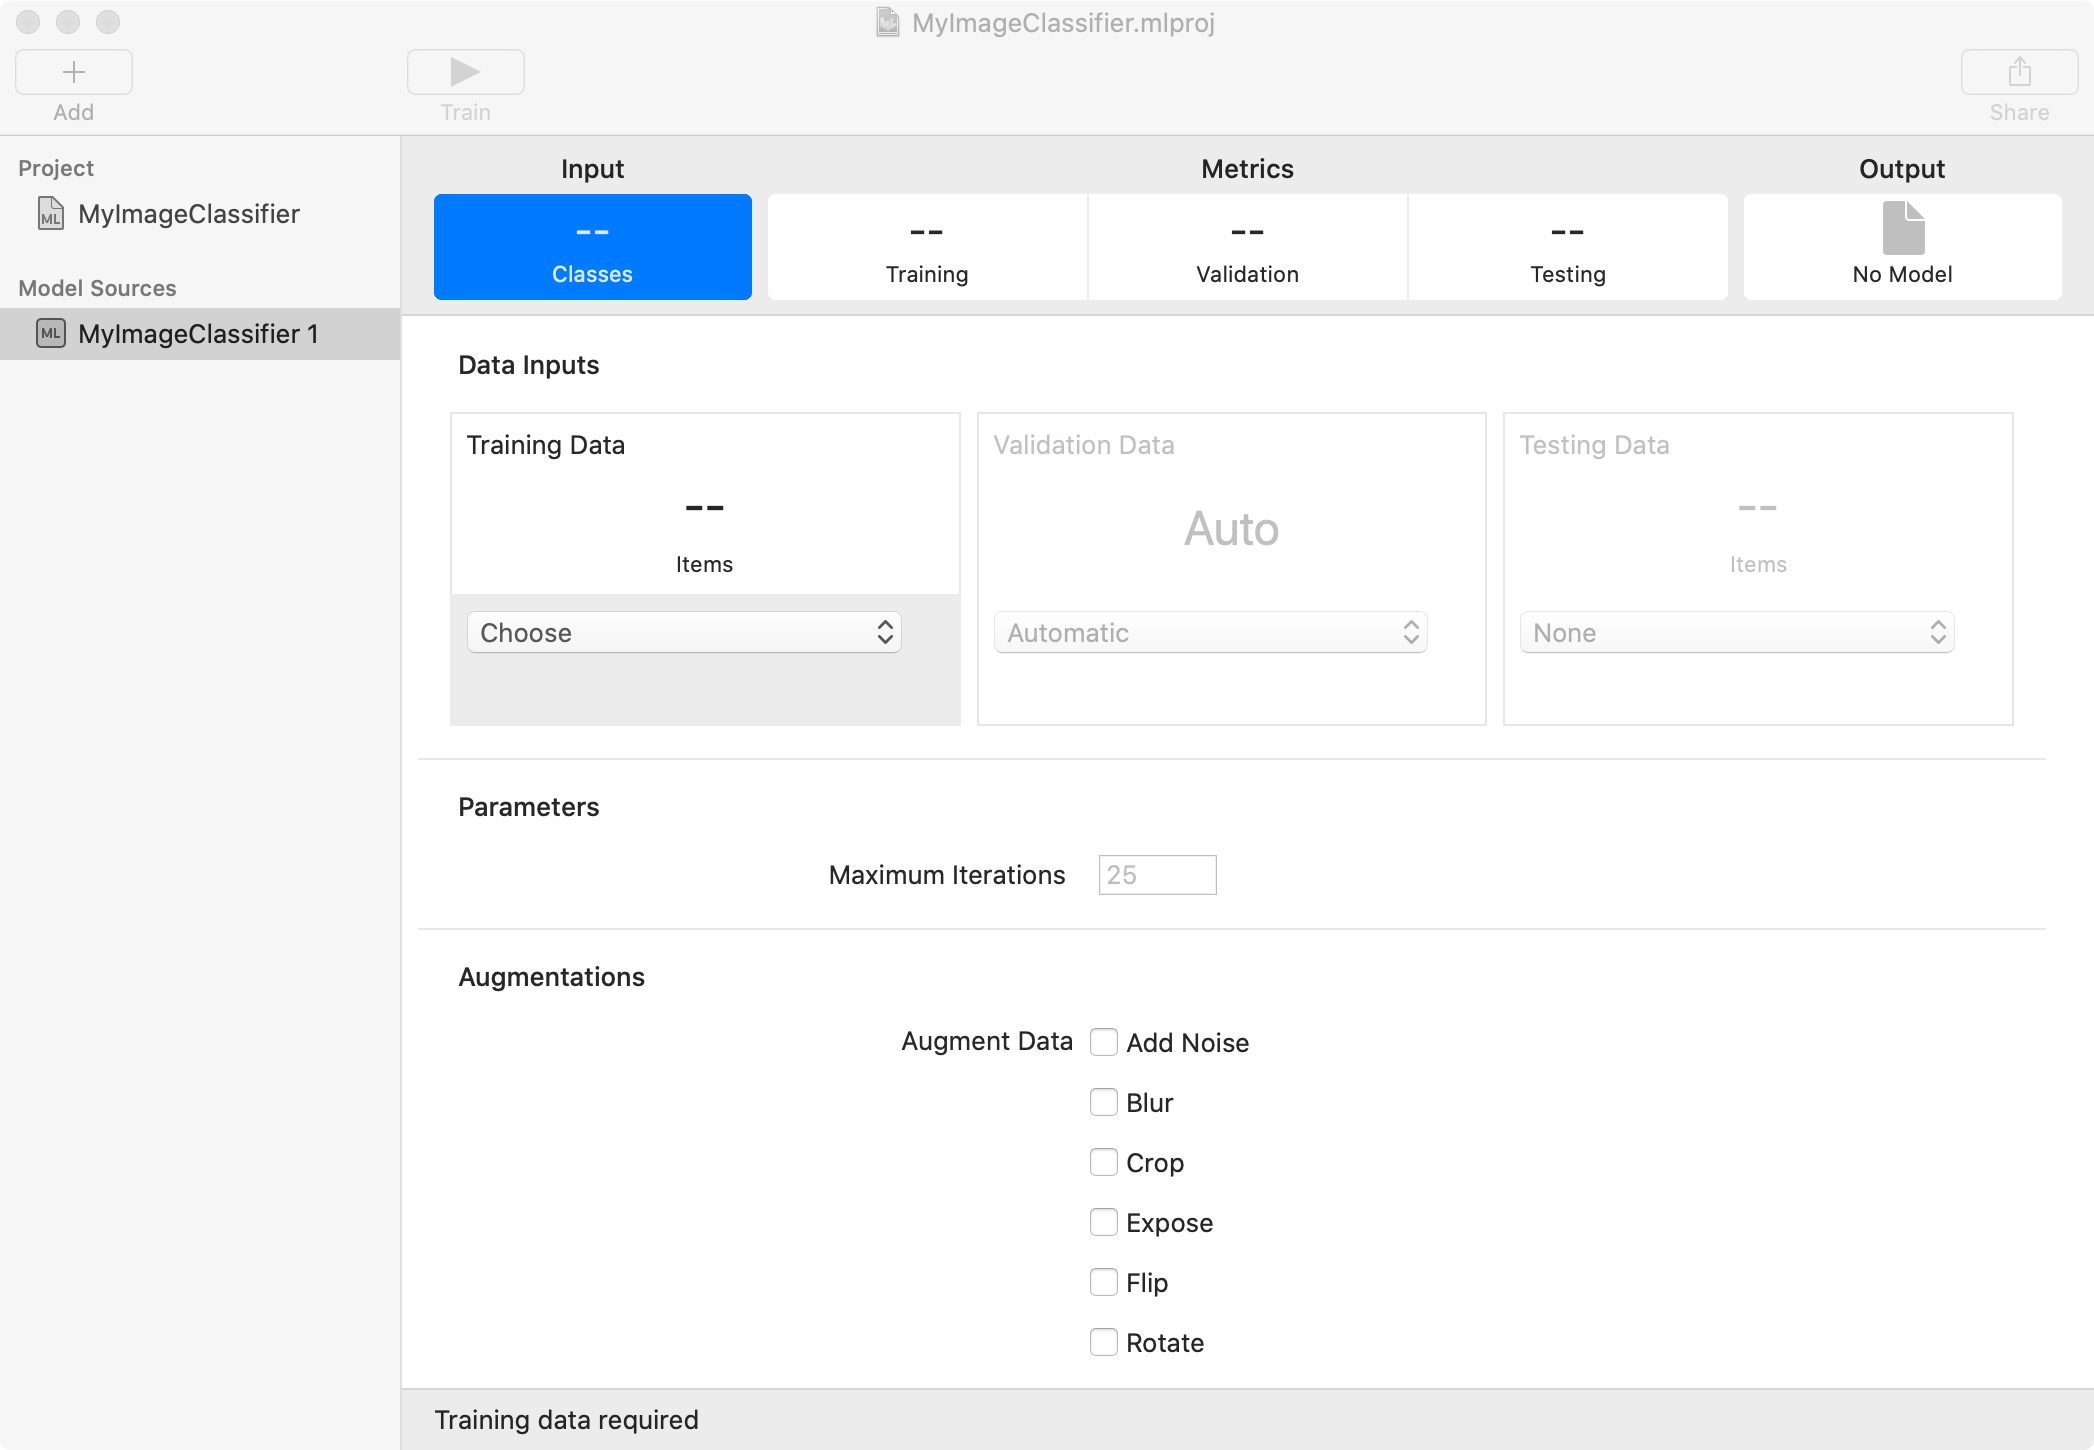 MyImageClassifier.mlproj
Add
Train
Share
Project
ML MyImageClassifier
Model Sources
ML MyImageClassifier 1
Input
Metrics
Output
--
--
--
--
Classes
Training
Validation
Testing
No Model
Data Inputs
Training Data
--
Items
Choose
Validation Data
Auto
Automatic
Testing Data
--
Items
None
Parameters
Maximum Iterations 25
Augmentations
Augment Data Add Noise
Blur
Crop
Expose
Flip
Rotate
Training data required